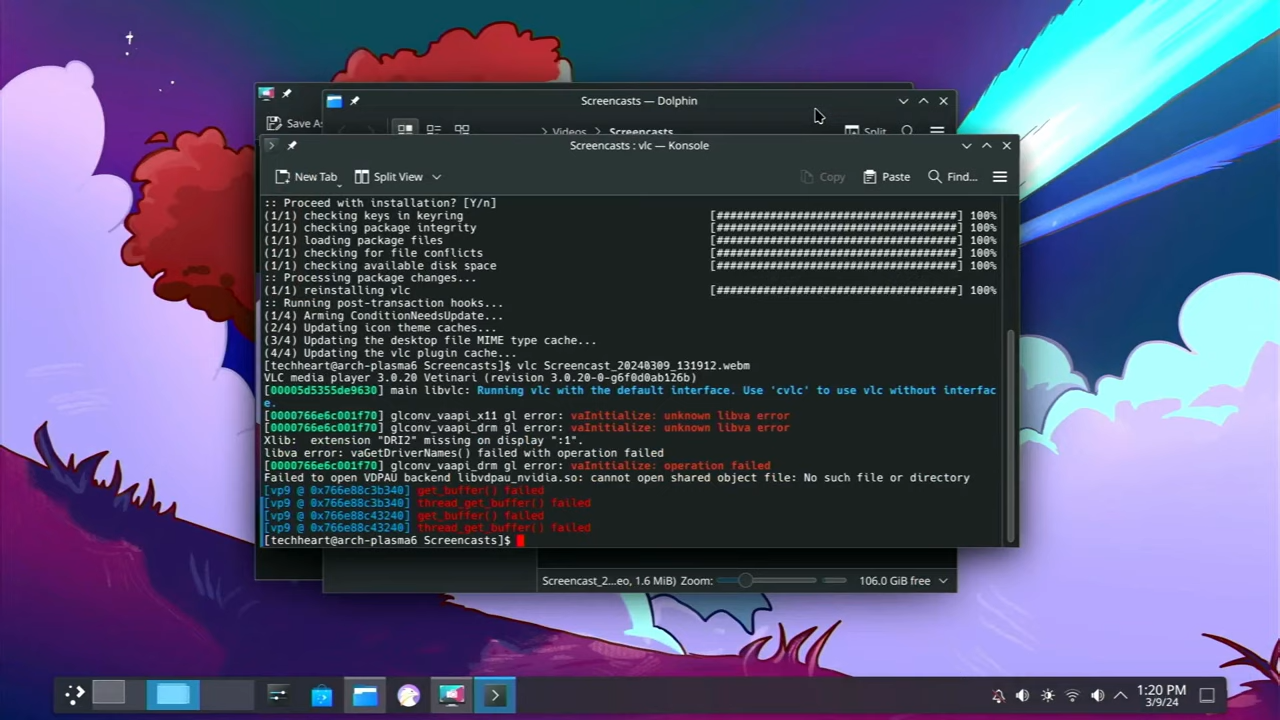 Screencasts — Dolphin
Save As
Videos
Screencasts
Split
Screencasts : vlc — Konsole
New Tab
Split View
Copy
Paste
Find...
:: Proceed with installation? [Y/n]
(1/1) checking keys in keyring [####################################] 100%
(1/1) checking package integrity [####################################] 100%
(1/1) loading package files [####################################] 100%
(1/1) checking for file conflicts [####################################] 100%
(1/1) checking available disk space [####################################] 100%
:: Processing package changes...
(1/1) reinstalling vlc [####################################] 100%
:: Running post-transaction hooks...
(1/4) Arming ConditionNeedsUpdate...
(2/4) Updating icon theme caches...
(3/4) Updating the desktop file MIME type cache...
(4/4) Updating the vlc plugin cache...
[techheart@arch-plasma6 Screencasts]$ vlc Screencast_20240309_131912.webm
VLC media player 3.0.20 Vetinari (revision 3.0.20-0-g6f0d0ab126b)
[00005d5355de9630] main libvlc: Running vlc with the default interface. Use 'cvlc' to use vlc without interfac
e.
[0000766e6c001f70] glconv_vaapi_x11 gl error: vaInitialize: unknown libva error
[0000766e6c001f70] glconv_vaapi_drm gl error: vaInitialize: unknown libva error
Xlib:  extension "DRI2" missing on display ":1".
libva error: vaGetDriverNames() failed with operation failed
[0000766e6c001f70] glconv_vaapi_drm gl error: vaInitialize: operation failed
Failed to open VDPAU backend libvdpau_nvidia.so: cannot open shared object file: No such file or directory
[vp9 @ 0x766e88c3b340] get_buffer() failed
[vp9 @ 0x766e88c3b340] thread_get_buffer() failed
[vp9 @ 0x766e88c43240] get_buffer() failed
[vp9 @ 0x766e88c43240] thread_get_buffer() failed
[techheart@arch-plasma6 Screencasts]$
Screencast_2...eo, 1.6 MiB)
Zoom:
106.0 GiB free
1:20 PM
3/9/24